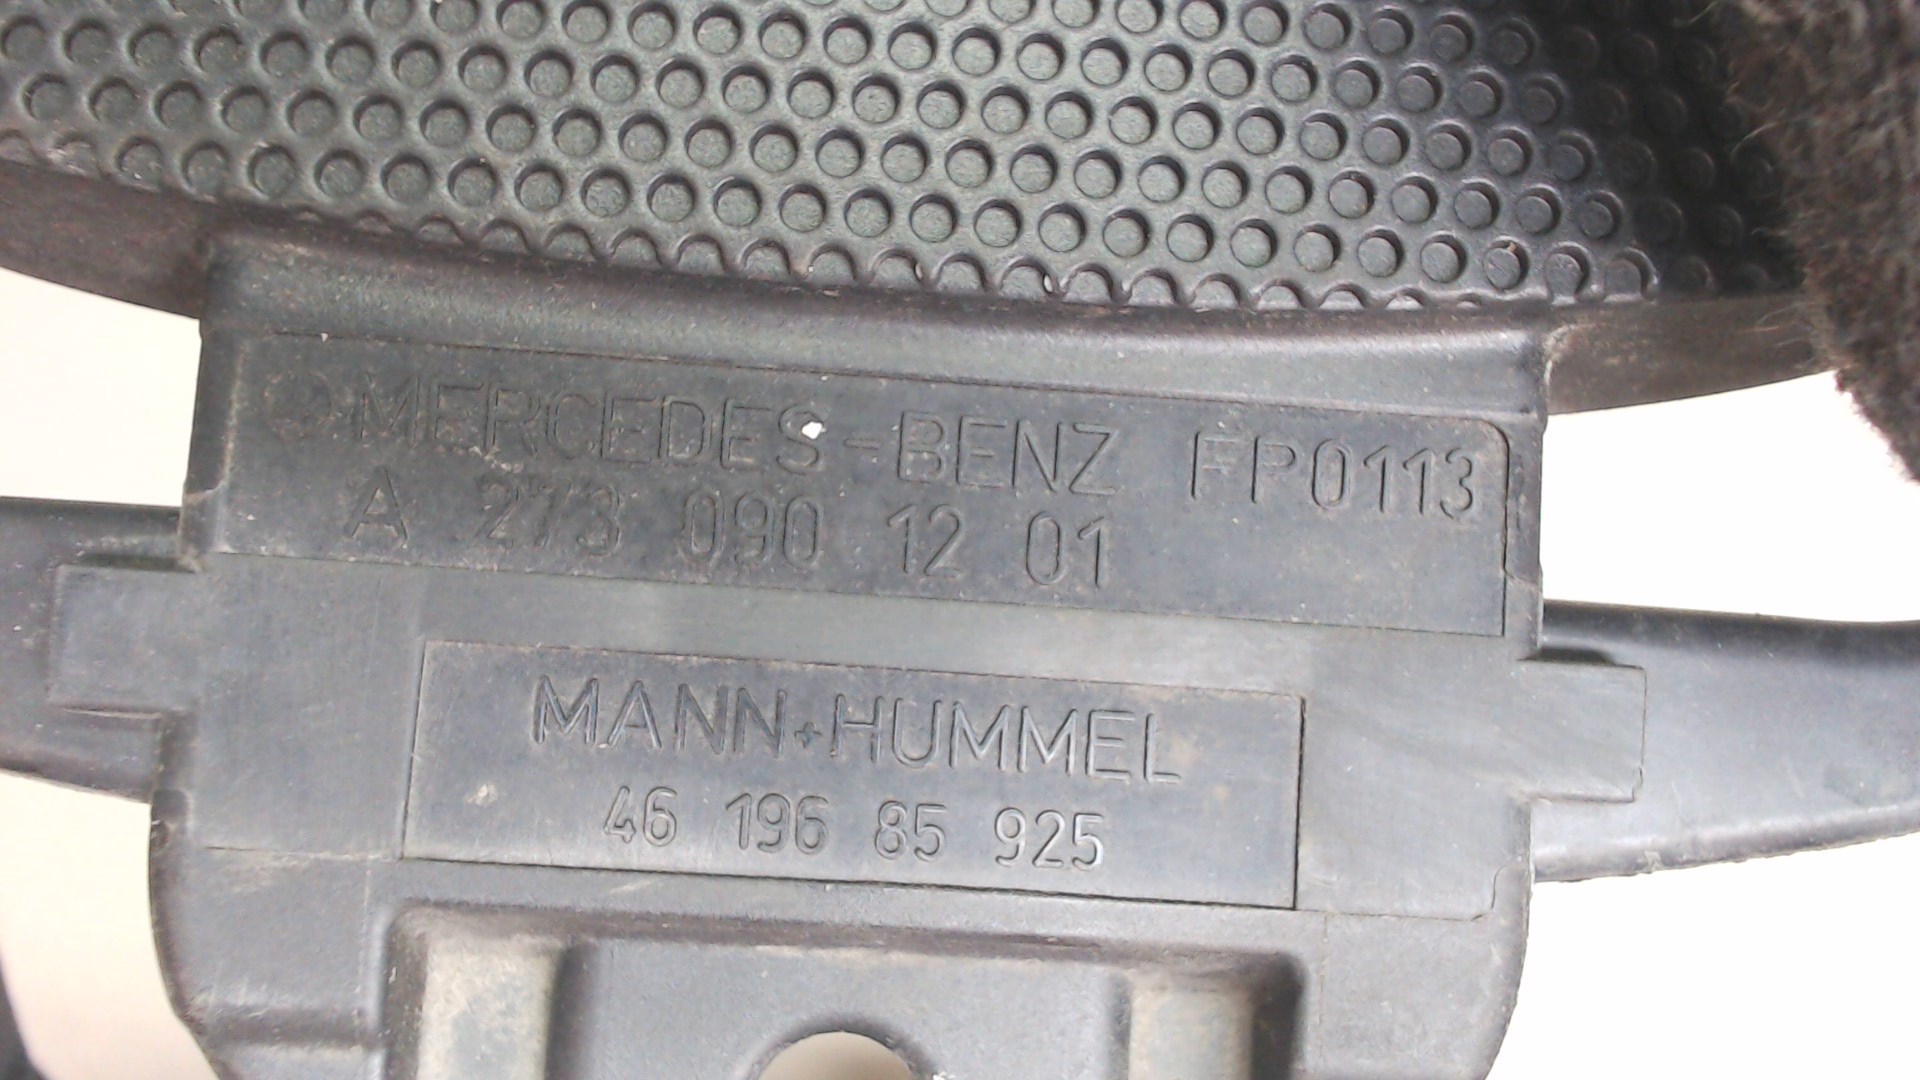 MERCEDES-BENZ FP0113
A 273 090 12 01
MANN+HUMMEL
46 196 85 925